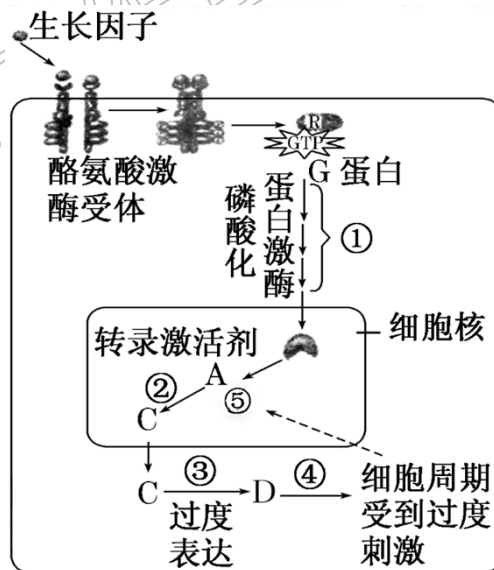 生长因子
酪氨酸激
酶受体
R
GTP
G 蛋白
磷酸化
蛋白激酶
①
细胞核
转录激活剂
A
②
⑤
C
C
③
D
④
过度
表达
细胞周期
受到过度
刺激